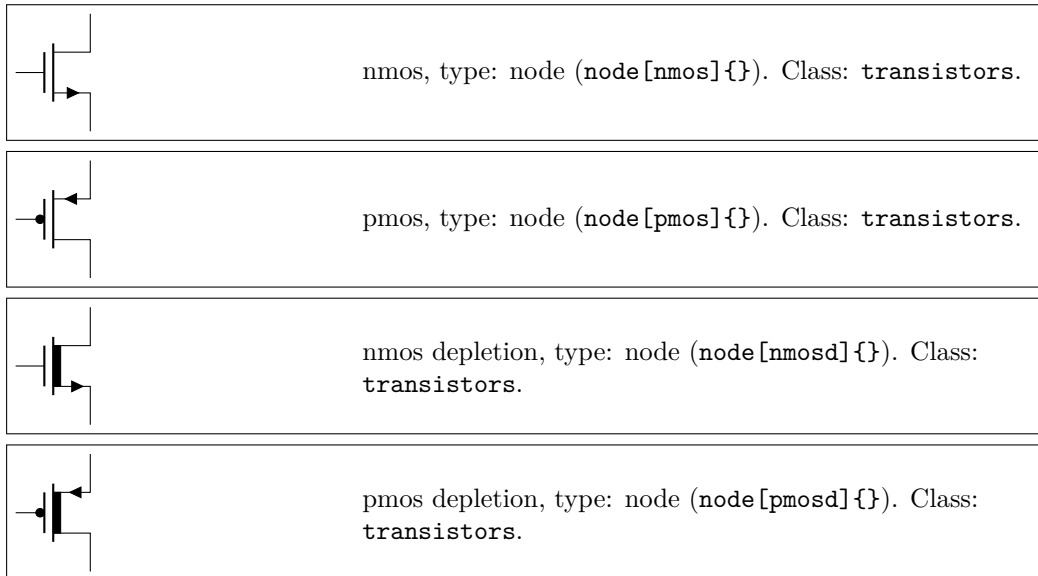 nmos, type: node (node[nmos]{}). Class: transistors.
pmos, type: node (node[pmos]{}). Class: transistors.
nmos depletion, type: node (node[nmosd]{}). Class:
transistors.
pmos depletion, type: node (node[pmosd]{}). Class:
transistors.